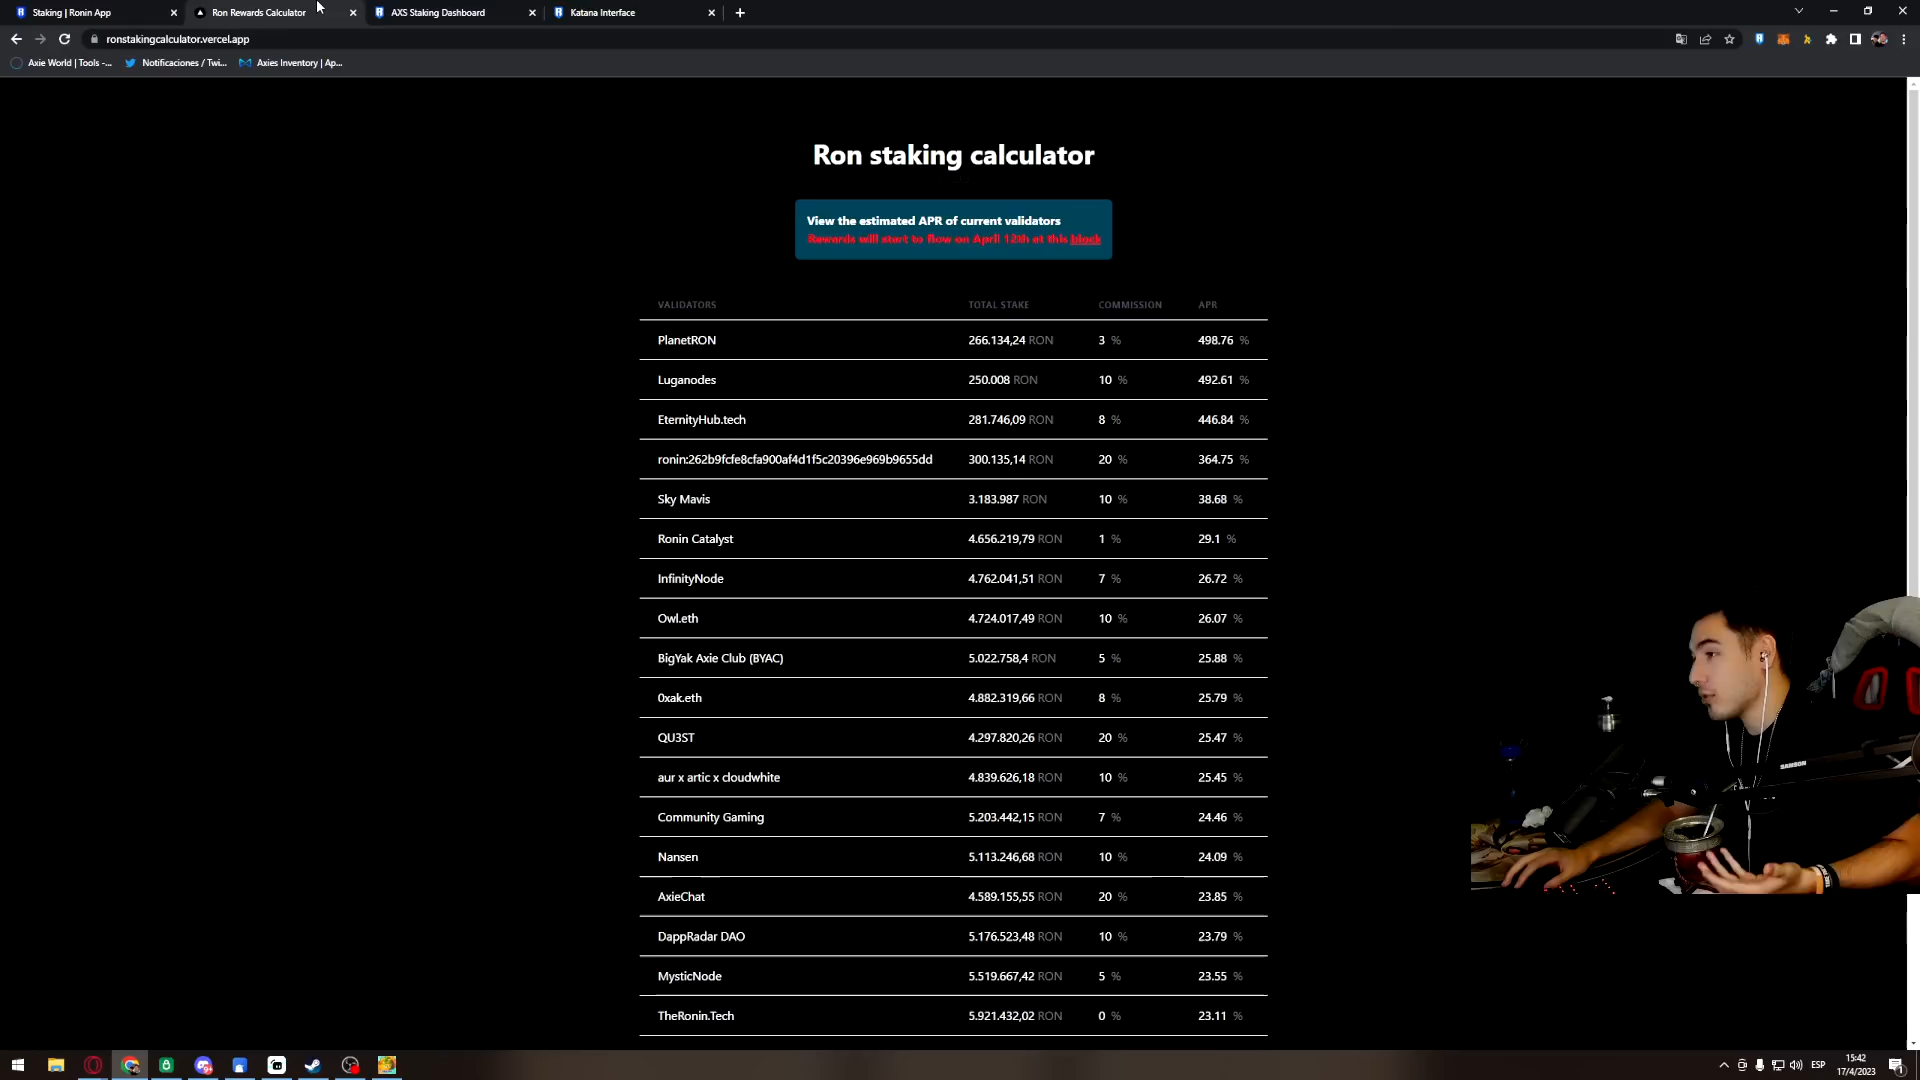 Staking | Ronin App
Ron Rewards Calculator
AXS Staking Dashboard
Katana Interface
ronstakingcalculator.vercel.app
Axie World | Tools -...
Notificaciones / Twi...
Axies Inventory | Ap...
Ron staking calculator
View the estimated APR of current validators
Rewards will start to flow on April 12th at this block
VALIDATORS TOTAL STAKE COMMISSION APR
PlanetRON 266.134,24 RON 3 % 498.76 %
Luganodes 250.008 RON 10 % 492.61 %
EternityHub.tech 281.746,09 RON 8 % 446.84 %
ronin:262b9fcfe8cfa900af4d1f5c20396e969b9655dd 300.135,14 RON 20 % 364.75 %
Sky Mavis 3.183.987 RON 10 % 38.68 %
Ronin Catalyst 4.656.219,79 RON 1 % 29.1 %
InfinityNode 4.762.041,51 RON 7 % 26.72 %
Owl.eth 4.724.017,49 RON 10 % 26.07 %
BigYak Axie Club (BYAC) 5.022.758,4 RON 5 % 25.88 %
0xak.eth 4.882.319,66 RON 8 % 25.79 %
QU3ST 4.297.820,26 RON 20 % 25.47 %
aur x artic x cloudwhite 4.839.626,18 RON 10 % 25.45 %
Community Gaming 5.203.442,15 RON 7 % 24.46 %
Nansen 5.113.246,68 RON 10 % 24.09 %
AxieChat 4.589.155,55 RON 20 % 23.85 %
DappRadar DAO 5.176.523,48 RON 10 % 23.79 %
MysticNode 5.519.667,42 RON 5 % 23.55 %
TheRonin.Tech 5.921.432,02 RON 0 % 23.11 %
SAMSON
ESP
15:42
17/4/2023